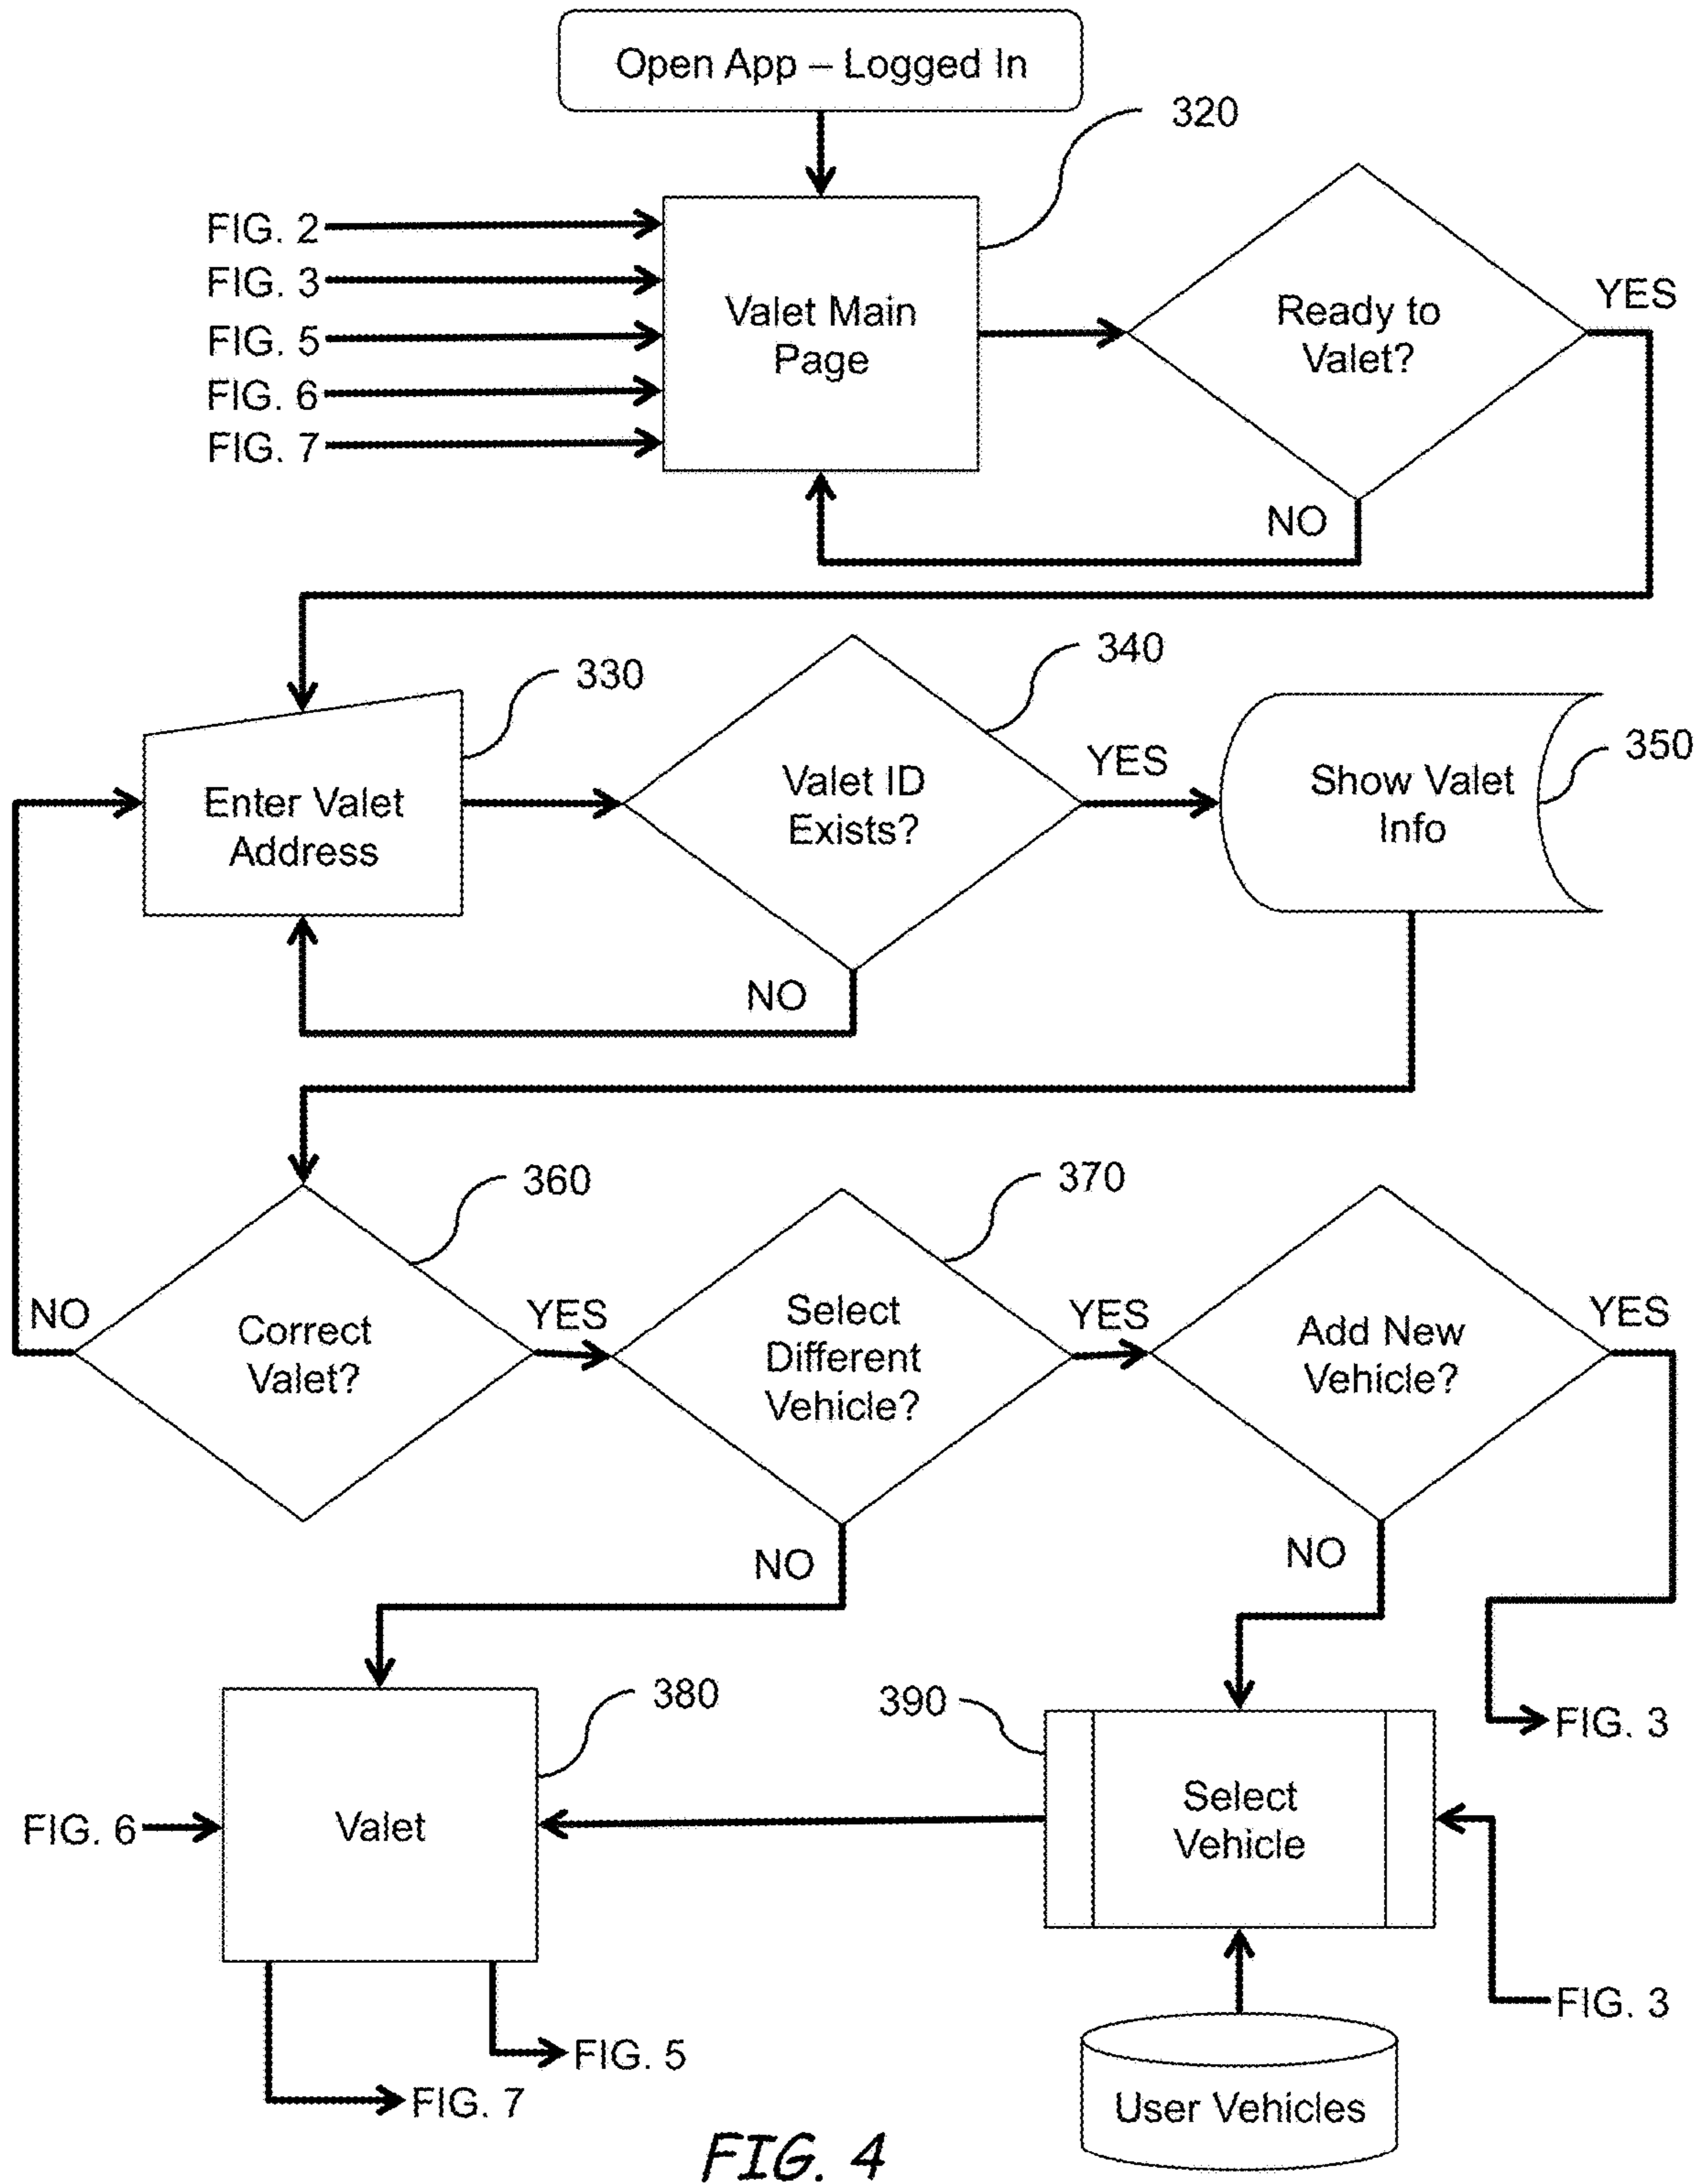 Open App – Logged In
320
FIG. 2
FIG. 3
FIG. 5
FIG. 6
FIG. 7
Valet Main
Page
Ready to
Valet?
YES
NO
330
Enter Valet
Address
340
Valet ID
Exists?
YES
NO
350
Show Valet
Info
360
Correct
Valet?
NO
YES
370
Select
Different
Vehicle?
YES
NO
Add New
Vehicle?
YES
NO
FIG. 3
380
Valet
FIG. 6
390
Select
Vehicle
FIG. 3
FIG. 5
FIG. 7
User Vehicles
FIG. 4